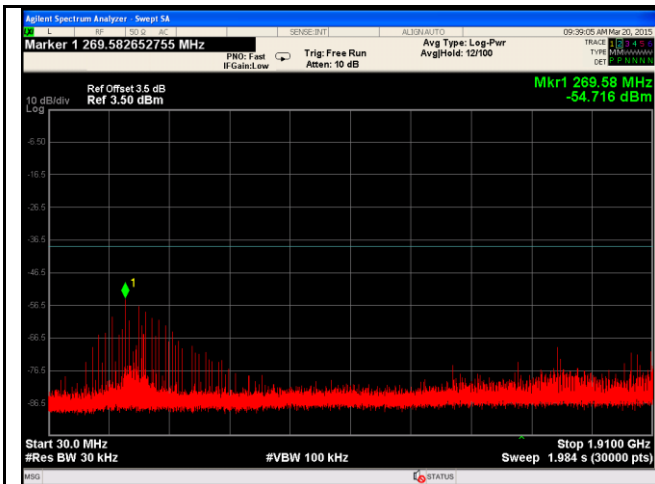 Agilent Spectrum Analyzer - Swept SA
L RF 50 Ω AC SENSE:INT ALIGNAUTO 09:39:05 AM Mar 20, 2015
Marker 1 269.582652755 MHz
PNO: Fast
IFGain:Low
Trig: Free Run
Atten: 10 dB
Avg Type: Log-Pwr
Avg|Hold: 12/100
TRACE 1 2 3 4 5 6
TYPE MMWWWW
DET P P N N N N
Mkr1 269.58 MHz
-54.716 dBm
Ref Offset 3.5 dB
10 dB/div Ref 3.50 dBm
Log
-6.50
-16.5
-26.5
-36.5
-46.5
1
-56.5
-66.5
-76.5
-86.5
Start 30.0 MHz Stop 1.9100 GHz
#Res BW 30 kHz #VBW 100 kHz Sweep 1.984 s (30000 pts)
MSG STATUS